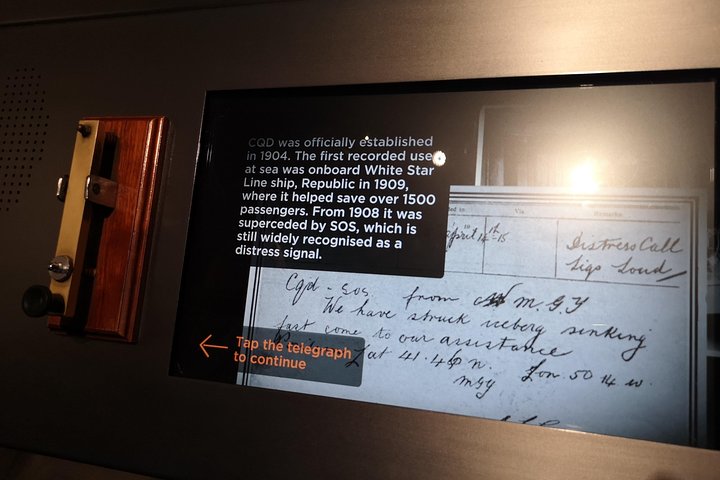 CQD was officially established
in 1904. The first recorded use
at sea was onboard White Star
Line ship, Republic in 1909,
where it helped save over 1500
passengers. From 1908 it was
superceded by SOS, which is
still widely recognised as a
distress signal.
Via.
Remarks.
April 14th-15
Distress Call
Ligs Loud
Cqd - SOS. from M.G.Y
We have struck iceberg sinking
fast come to our assistance
Lat 41.46 n. Lon. 50.14 w.
MGY
Tap the telegraph
to continue